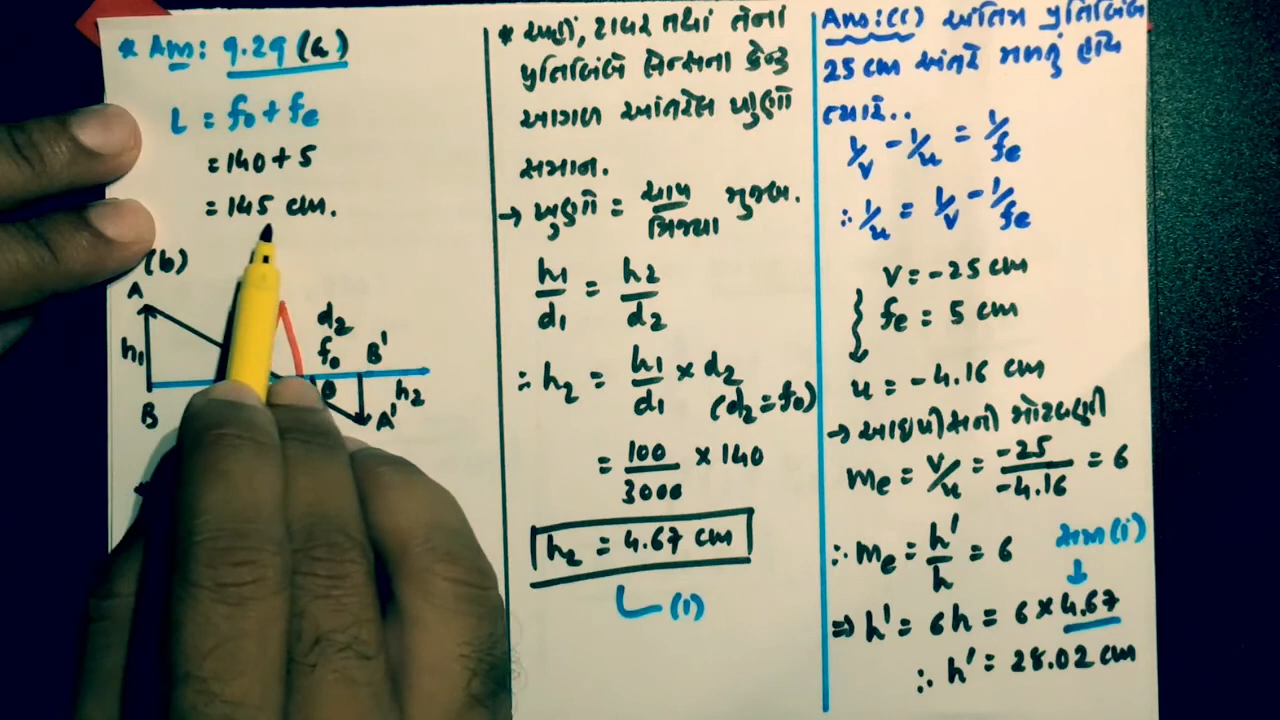 * Ans: 9.29 (a)
L = fo + fe
= 140 + 5
= 145 cm.
(b)
A
h1
B
d2
fo
B'
θ
h2
A'
* અહીં, ટાવર તથા તેના
પ્રતિબિંબે લેન્સના કેન્દ્ર
આગળ આંતરેલ ખૂણાં
સમાન.
→ ખૂણો = ચાપ / ત્રિજ્યા મુજબ.
h1/d1 = h2/d2
∴ h2 = h1/d1 × d2
(d2 = fo)
= 100/3000 × 140
h2 = 4.67 cm
(1)
Ans: (c) અંતિમ પ્રતિબિંબ
25 cm અંતરે મળતું હોય
ત્યારે..
1/v - 1/u = 1/fe
∴ 1/u = 1/v - 1/fe
v = -25 cm
fe = 5 cm
u = -4.16 cm
→ આઇપીસની મોટવણી
me = v/u = -25/-4.16 = 6
∴ me = h'/h = 6
સમ (i)
⇒ h' = 6h = 6 × 4.67
∴ h' = 28.02 cm